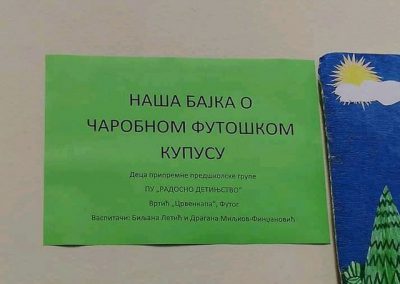 НАША БАЈКА О
ЧАРОБНОМ ФУТОШКОМ
КУПУСУ
Деца припремне предшколске групе
ПУ „РАДОСНО ДЕТИЊСТВО"
Вртић „Црвенкапа", Футог
Васпитачи: Биљана Летић и Драгана Миљков-Финџановић